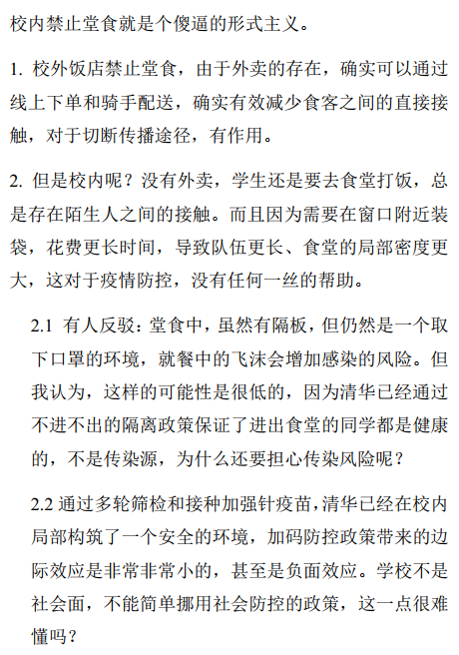 校内禁止堂食就是个傻逼的形式主义。
1. 校外饭店禁止堂食，由于外卖的存在，确实可以通过
线上下单和骑手配送，确实有效减少食客之间的直接接
触，对于切断传播途径，有作用。
2. 但是校内呢？没有外卖，学生还是要去食堂打饭，总
是存在陌生人之间的接触。而且因为需要在窗口附近装
袋，花费更长时间，导致队伍更长、食堂的局部密度更
大，这对于疫情防控，没有任何一丝的帮助。
2.1 有人反驳：堂食中，虽然有隔板，但仍然是一个取
下口罩的环境，就餐中的飞沫会增加感染的风险。但
我认为，这样的可能性是很低的，因为清华已经通过
不进不出的隔离政策保证了进出食堂的同学都是健康
的，不是传染源，为什么还要担心传染风险呢？
2.2 通过多轮筛检和接种加强针疫苗，清华已经在校内
局部构筑了一个安全的环境，加码防控政策带来的边
际效应是非常非常小的，甚至是负面效应。学校不是
社会面，不能简单挪用社会防控的政策，这一点很难
懂吗？